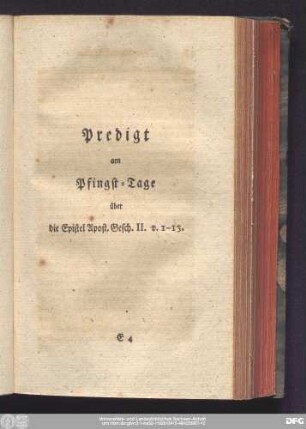 Predigt
am
Pfingst-Tage
über
die Epistel Apost. Gesch. II. v. 1-13.
E 4